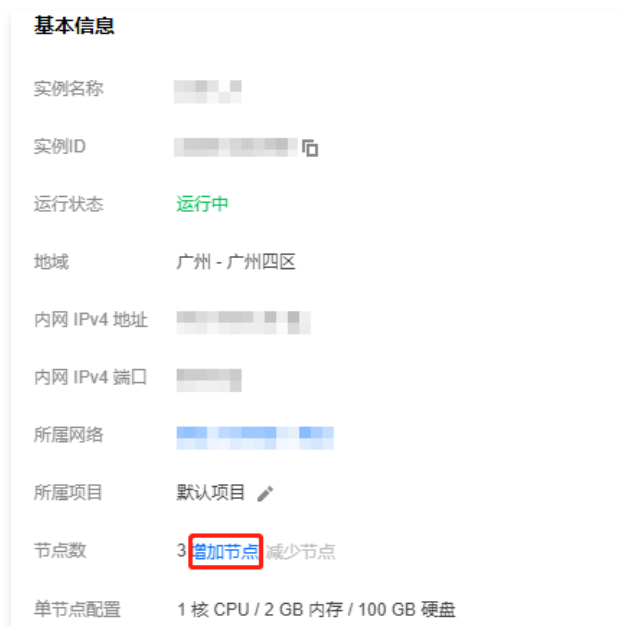 基本信息
实例名称
实例ID
运行状态 运行中
地域 广州 - 广州四区
内网 IPv4 地址
内网 IPv4 端口
所属网络
所属项目 默认项目
节点数 3 增加节点 减少节点
单节点配置 1 核 CPU / 2 GB 内存 / 100 GB 硬盘